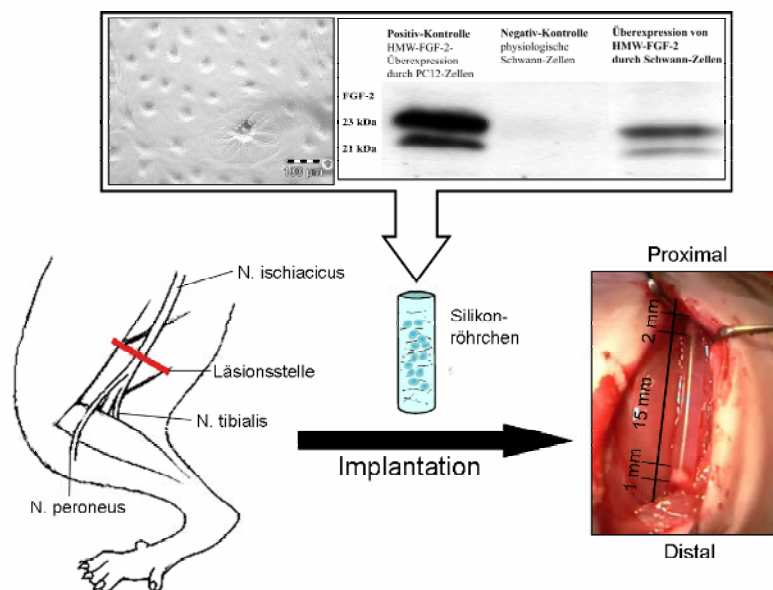 Positiv-Kontrolle
HMW-FGF-2-
Überexpression
durch PC12-Zellen
Negativ-Kontrolle
physiologische
Schwann-Zellen
Überexpression von
HMW-FGF-2
durch Schwann-Zellen
FGF-2
23 kDa
21 kDa
100 µm
N. ischiacicus
Läsionsstelle
N. tibialis
N. peroneus
Silikon-
röhrchen
Implantation
Proximal
2 mm
15 mm
1 mm
Distal